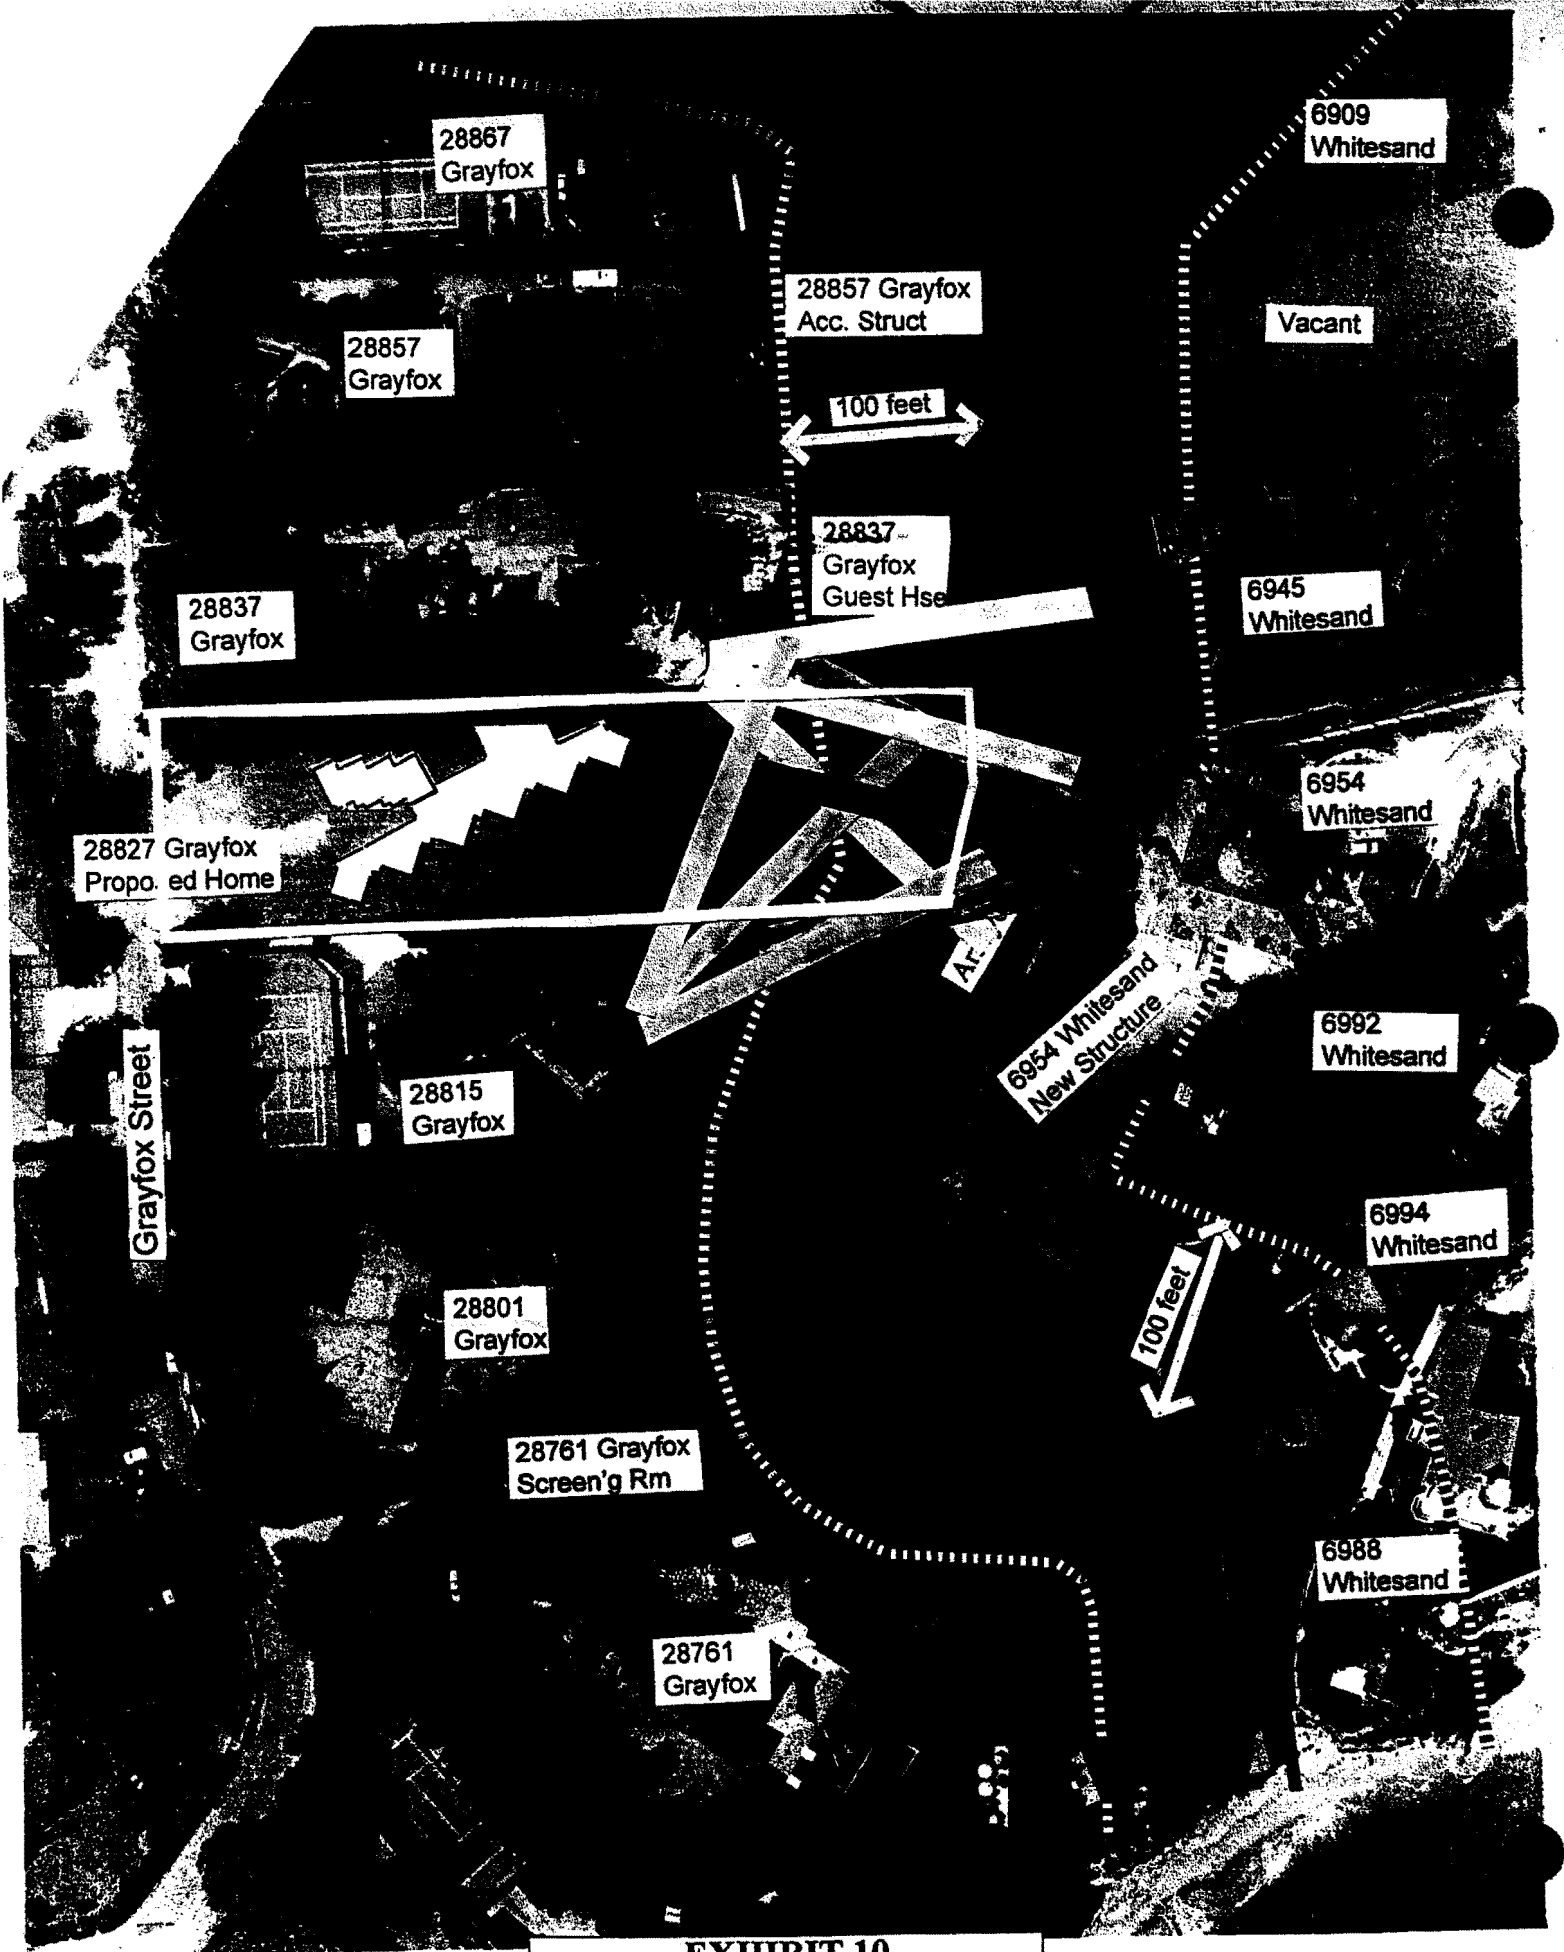 28867
Grayfox
6909
Whitesand
28857 Grayfox
Acc. Struct
Vacant
28857
Grayfox
100 feet
28837
Grayfox
Guest Hse
28837
Grayfox
6945
Whitesand
6954
Whitesand
28827 Grayfox
Propo. ed Home
6954 Whitesand
New Structure
6992
Whitesand
Grayfox Street
28815
Grayfox
6994
Whitesand
100 feet
28801
Grayfox
28761 Grayfox
Screen'g Rm
6988
Whitesand
28761
Grayfox
EXHIBIT 10